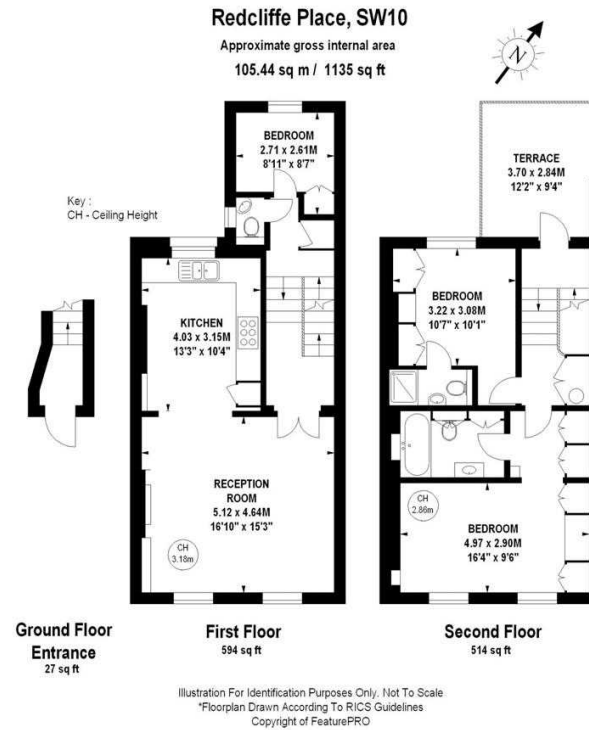 Redcliffe Place, SW10
Approximate gross internal area
105.44 sq m / 1135 sq ft
N
Key :
CH - Ceiling Height
BEDROOM
2.71 x 2.61M
8'11" x 8'7"
TERRACE
3.70 x 2.84M
12'2" x 9'4"
KITCHEN
4.03 x 3.15M
13'3" x 10'4"
BEDROOM
3.22 x 3.08M
10'7" x 10'1"
RECEPTION
ROOM
5.12 x 4.64M
16'10" x 15'3"
CH
3.18m
CH
2.86m
BEDROOM
4.97 x 2.90M
16'4" x 9'6"
Ground Floor
Entrance
27 sq ft
First Floor
594 sq ft
Second Floor
514 sq ft
Illustration For Identification Purposes Only. Not To Scale
*Floorplan Drawn According To RICS Guidelines
Copyright of FeaturePRO